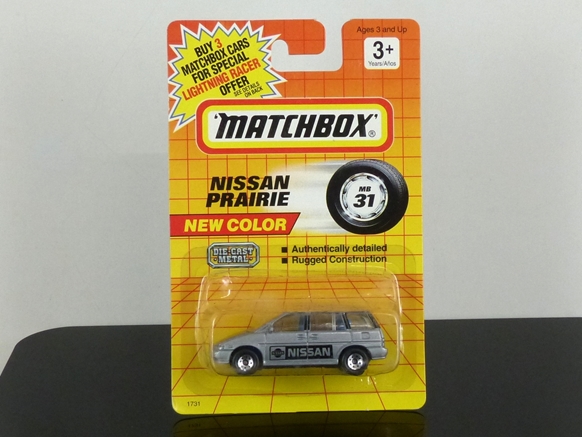 BUY 3
MATCHBOX CARS
FOR SPECIAL
LIGHTNING RACER
OFFER
SEE DETAILS
ON BACK
Ages 3 and Up
3+
Years/Años
'MATCHBOX'®
NISSAN
PRAIRIE
MB
31
NEW COLOR
DIE-CAST
METAL
■ Authentically detailed
■ Rugged Construction
NISSAN
1731